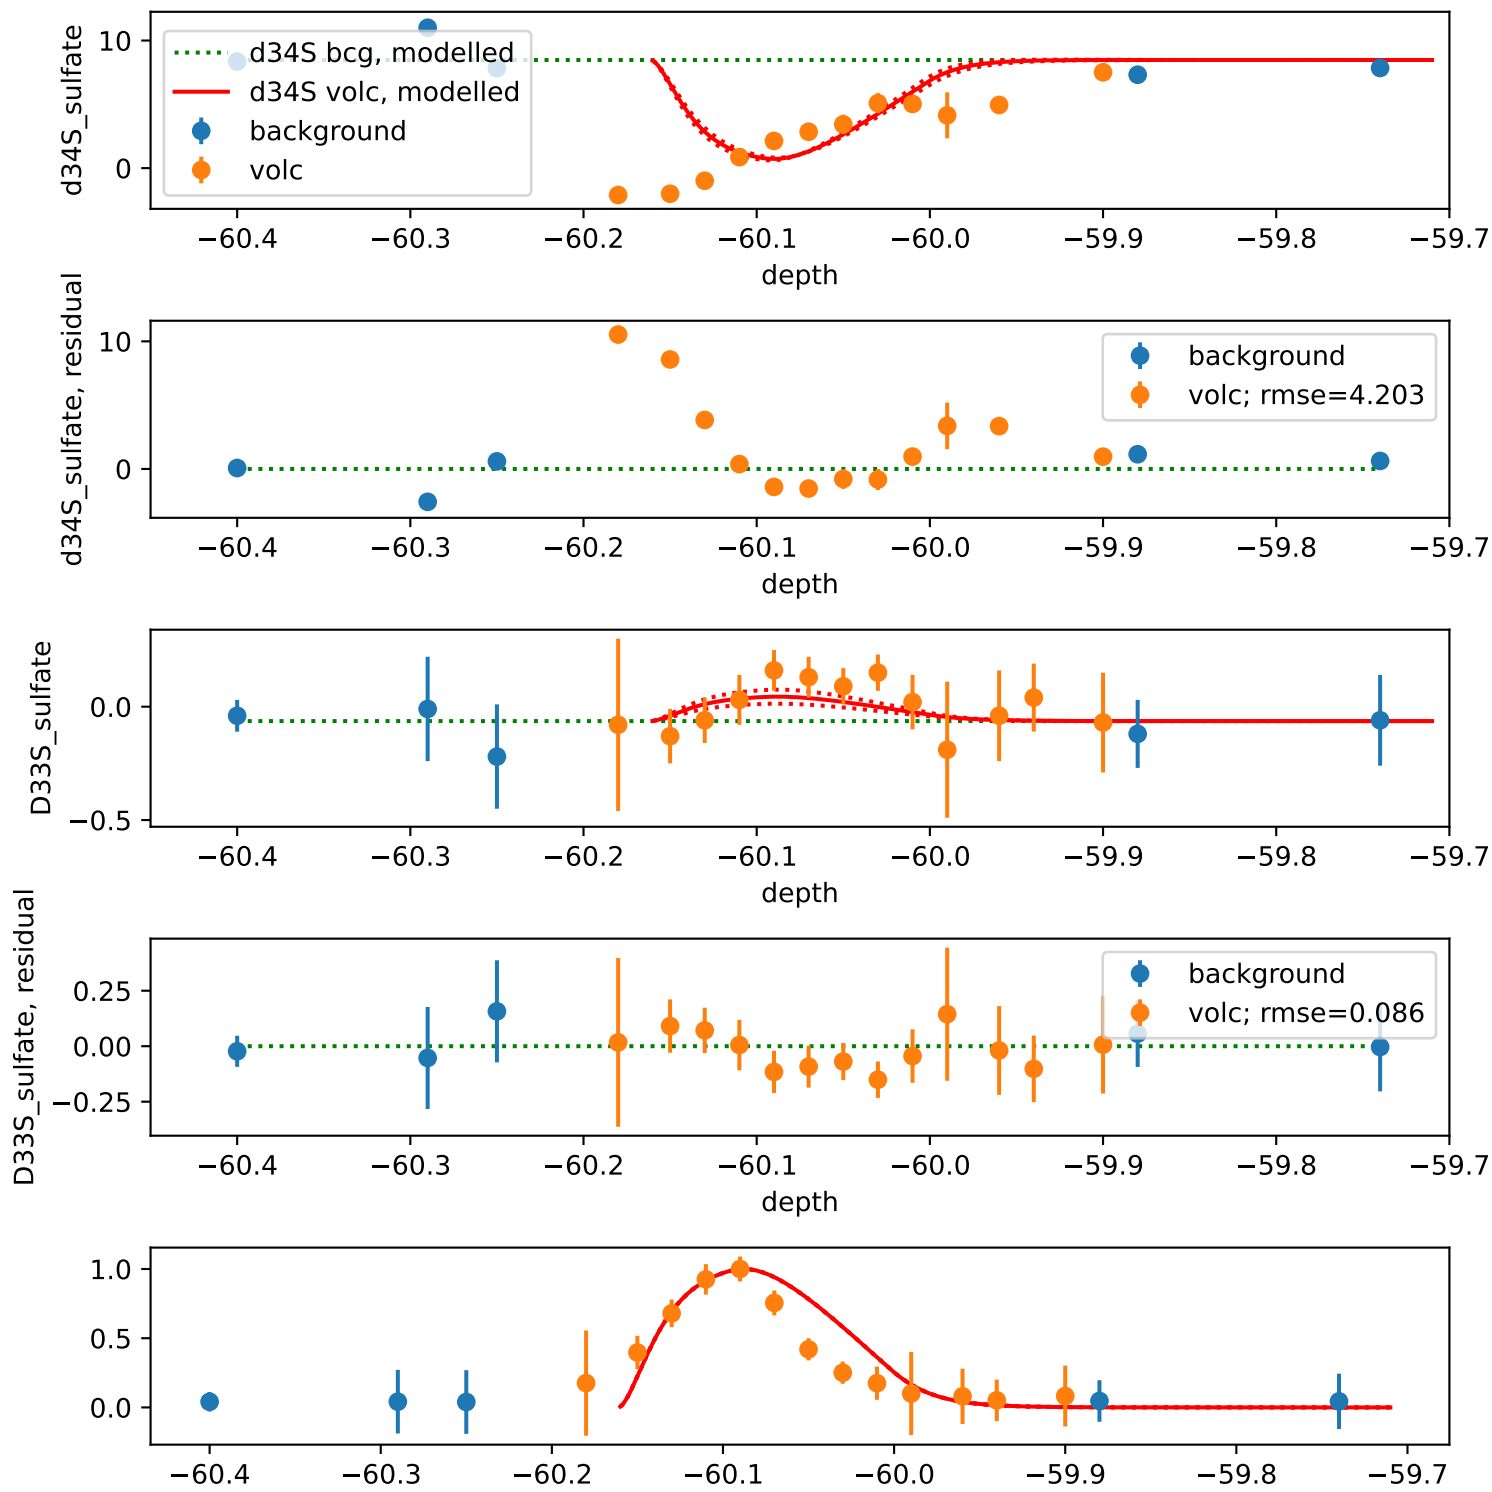 d34S_sulfate
10
0
d34S bcg, modelled
d34S volc, modelled
background
volc
−60.4 −60.3 −60.2 −60.1 −60.0 −59.9 −59.8 −59.7
depth
d34S_sulfate, residual
10
0
background
volc; rmse=4.203
−60.4 −60.3 −60.2 −60.1 −60.0 −59.9 −59.8 −59.7
depth
D33S_sulfate
0.0
−0.5
−60.4 −60.3 −60.2 −60.1 −60.0 −59.9 −59.8 −59.7
depth
D33S_sulfate, residual
0.25
0.00
−0.25
background
volc; rmse=0.086
−60.4 −60.3 −60.2 −60.1 −60.0 −59.9 −59.8 −59.7
depth
1.0
0.5
0.0
−60.4 −60.3 −60.2 −60.1 −60.0 −59.9 −59.8 −59.7